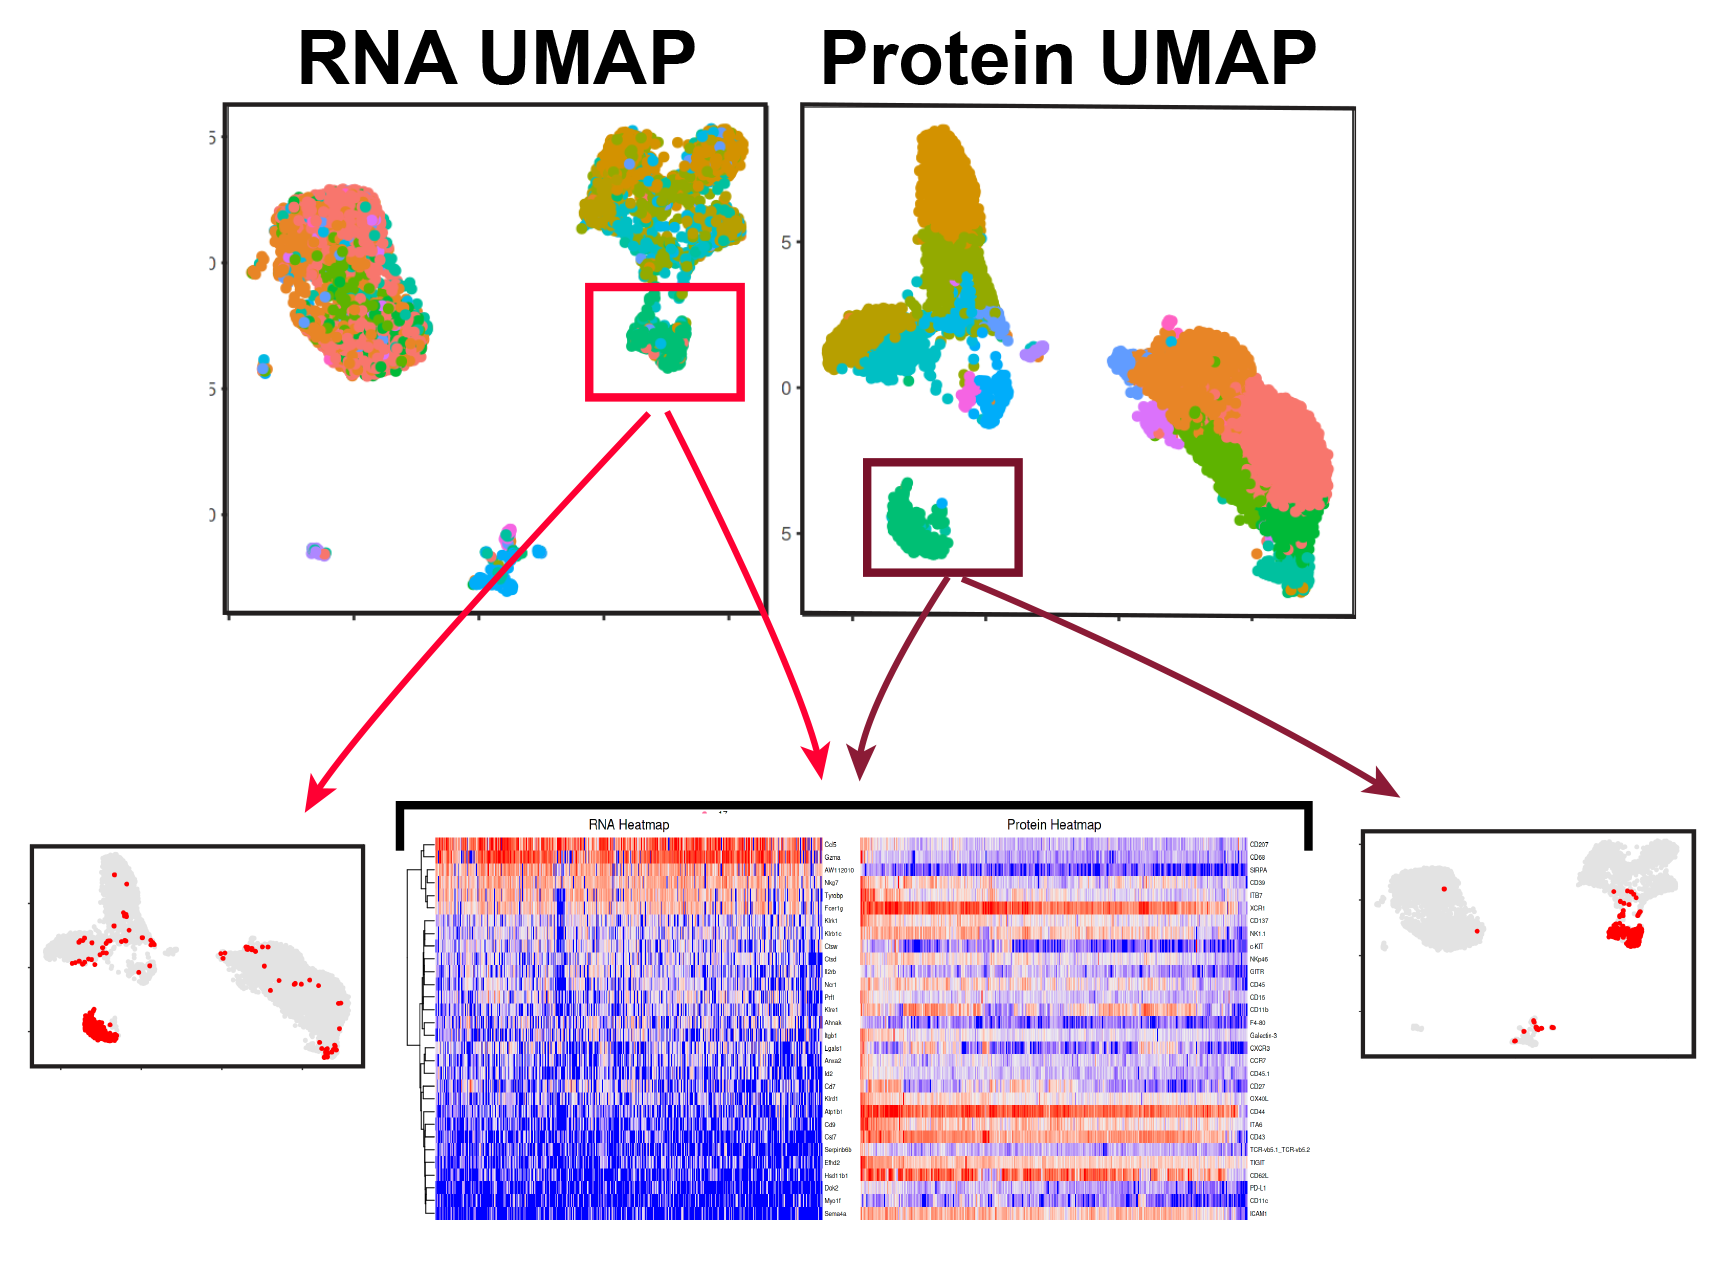 RNA UMAP
Protein UMAP
5
0
5
0
5
0
5
17
RNA Heatmap
Protein Heatmap
Ccl5
Gzma
AW112010
Nkg7
Tyrobp
Fcer1g
Klrk1
Klrb1c
Ctsw
Ctsd
Il2rb
Ncr1
Prf1
Klre1
Ahnak
Itgb1
Lgals1
Anxa2
Id2
Cd7
Klrd1
Atp1b1
Cd9
Cst7
Serpinb6b
Efhd2
Hsd11b1
Dok2
Myo1f
Sema4a
CD207
CD68
SIRPA
CD39
ITB7
XCR1
CD137
NK1.1
c-KIT
NKp46
GITR
CD45
CD16
CD11b
F4-80
Galectin-3
CXCR3
CCR7
CD45.1
CD27
OX40L
CD44
ITA6
CD43
TCR-vb5.1_TCR-vb5.2
TIGIT
CD62L
PD-L1
CD11c
ICAM1